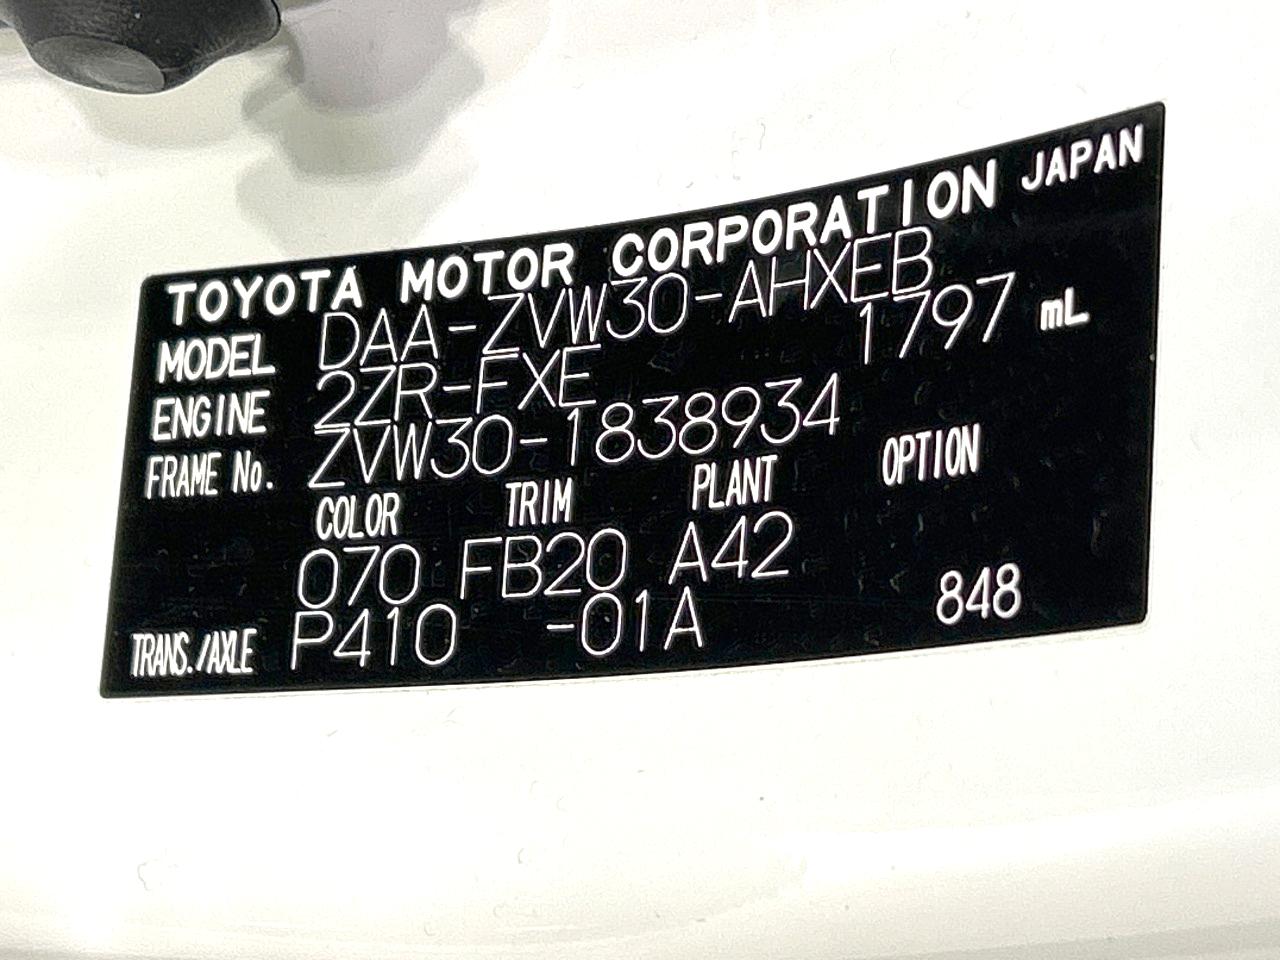 TOYOTA MOTOR CORPORATION JAPAN
MODEL DAA-ZVW30-AHXEB
ENGINE 2ZR-FXE 1797 mL
FRAME No. ZVW30-1838934
COLOR TRIM PLANT OPTION
070 FB20 A42
TRANS./AXLE P410 -01A 848